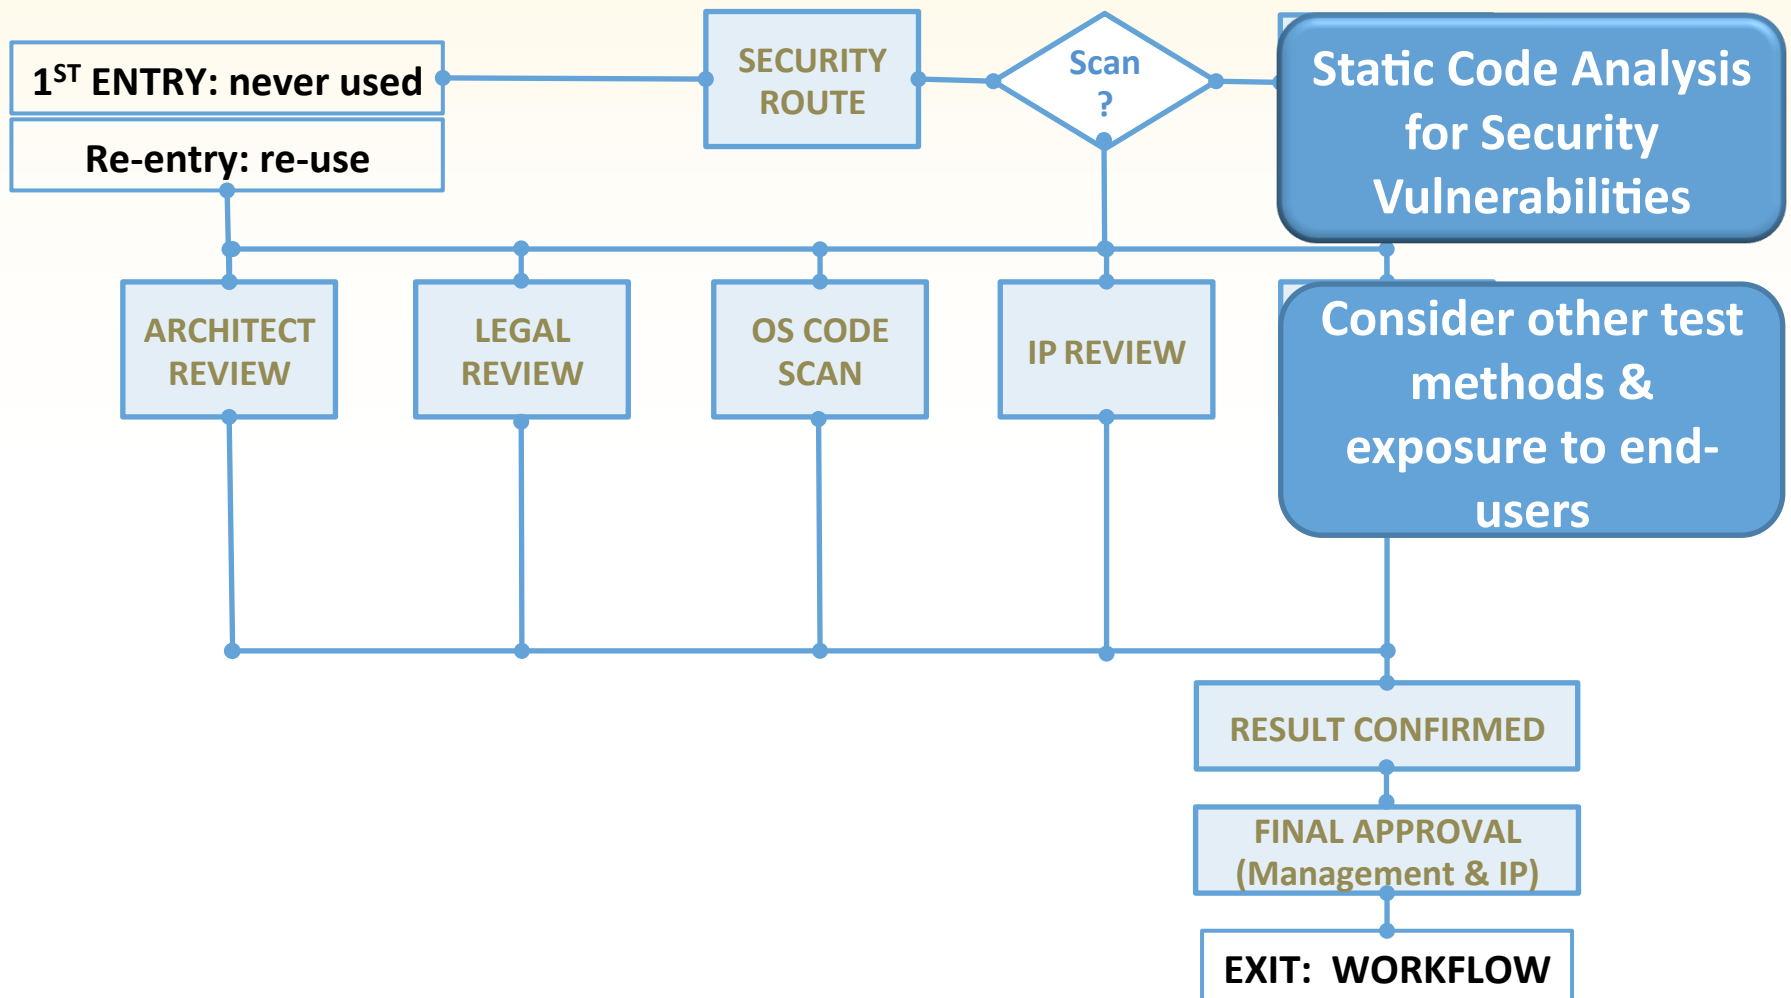 1ST ENTRY: never used
Re-entry: re-use
SECURITY
ROUTE
Scan
?
Static Code Analysis
for Security
Vulnerabilities
ARCHITECT
REVIEW
LEGAL
REVIEW
OS CODE
SCAN
IP REVIEW
Consider other test
methods &
exposure to end-
users
RESULT CONFIRMED
FINAL APPROVAL
(Management & IP)
EXIT: WORKFLOW